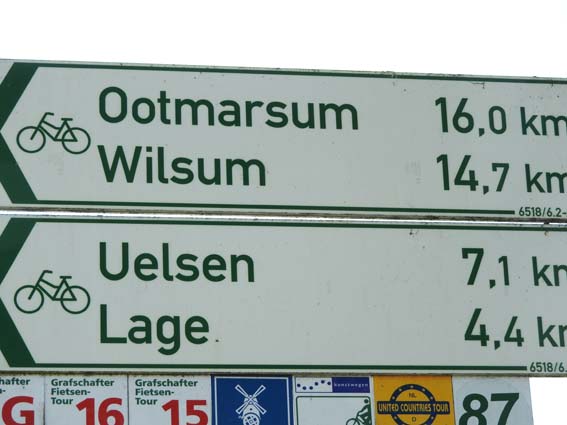 Ootmarsum 16,0 km
Wilsum 14,7 km
6518/6.2-
Uelsen 7,1 km
Lage 4,4 km
6518/6.
Grafschafter Grafschafter kunstwegen
Fietsen- Fietsen- NL
Tour Tour UNITED COUNTRIES TOUR
G 16 15 D 87